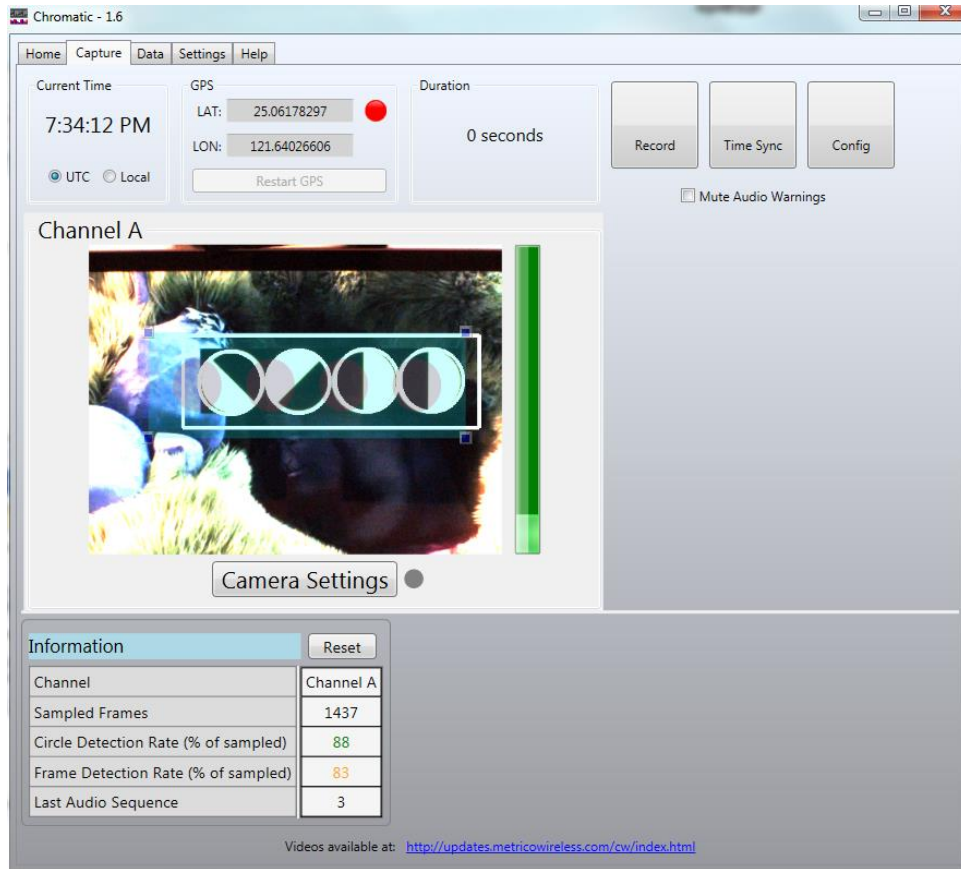 Chromatic - 1.6
Home Capture Data Settings Help
Current Time
7:34:12 PM
UTC Local
GPS
LAT: 25.06178297
LON: 121.64026606
Restart GPS
Duration
0 seconds
Record Time Sync Config
Mute Audio Warnings
Channel A
Camera Settings
Information Reset
Channel Channel A
Sampled Frames 1437
Circle Detection Rate (% of sampled) 88
Frame Detection Rate (% of sampled) 83
Last Audio Sequence 3
Videos available at: http://updates.metricowireless.com/cw/index.html